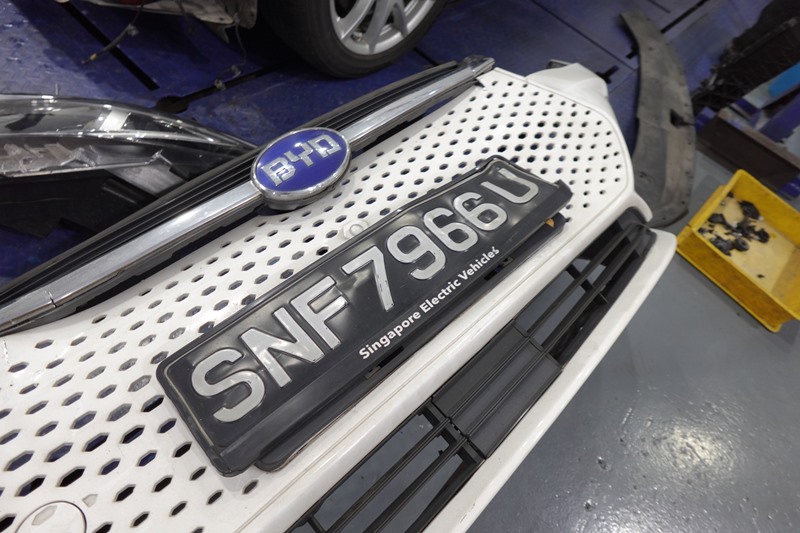 BYD
SNF7966U
Singapore Electric Vehicles